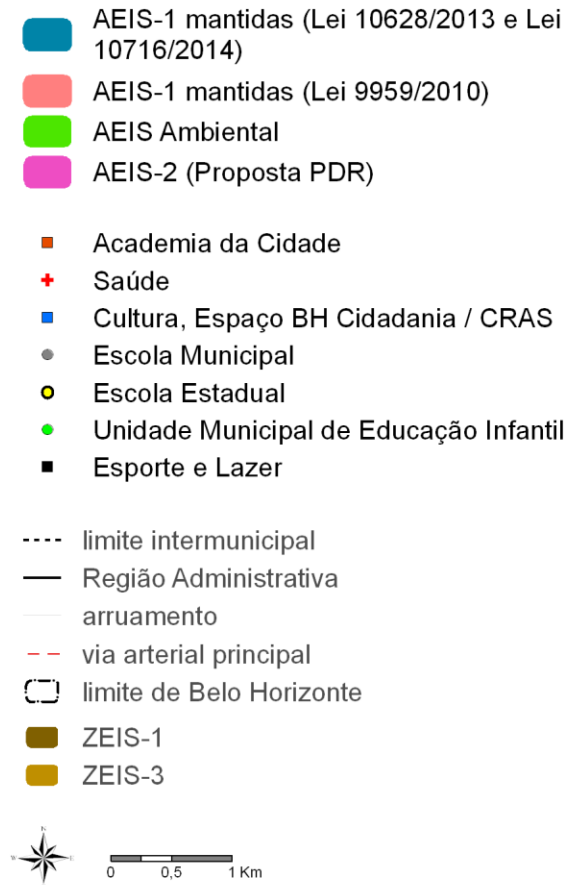 AEIS-1 mantidas (Lei 10628/2013 e Lei
10716/2014)
AEIS-1 mantidas (Lei 9959/2010)
AEIS Ambiental
AEIS-2 (Proposta PDR)
Academia da Cidade
Saúde
Cultura, Espaço BH Cidadania / CRAS
Escola Municipal
Escola Estadual
Unidade Municipal de Educação Infantil
Esporte e Lazer
limite intermunicipal
Região Administrativa
arruamento
via arterial principal
limite de Belo Horizonte
ZEIS-1
ZEIS-3
N
W E
S
0 0,5 1 Km